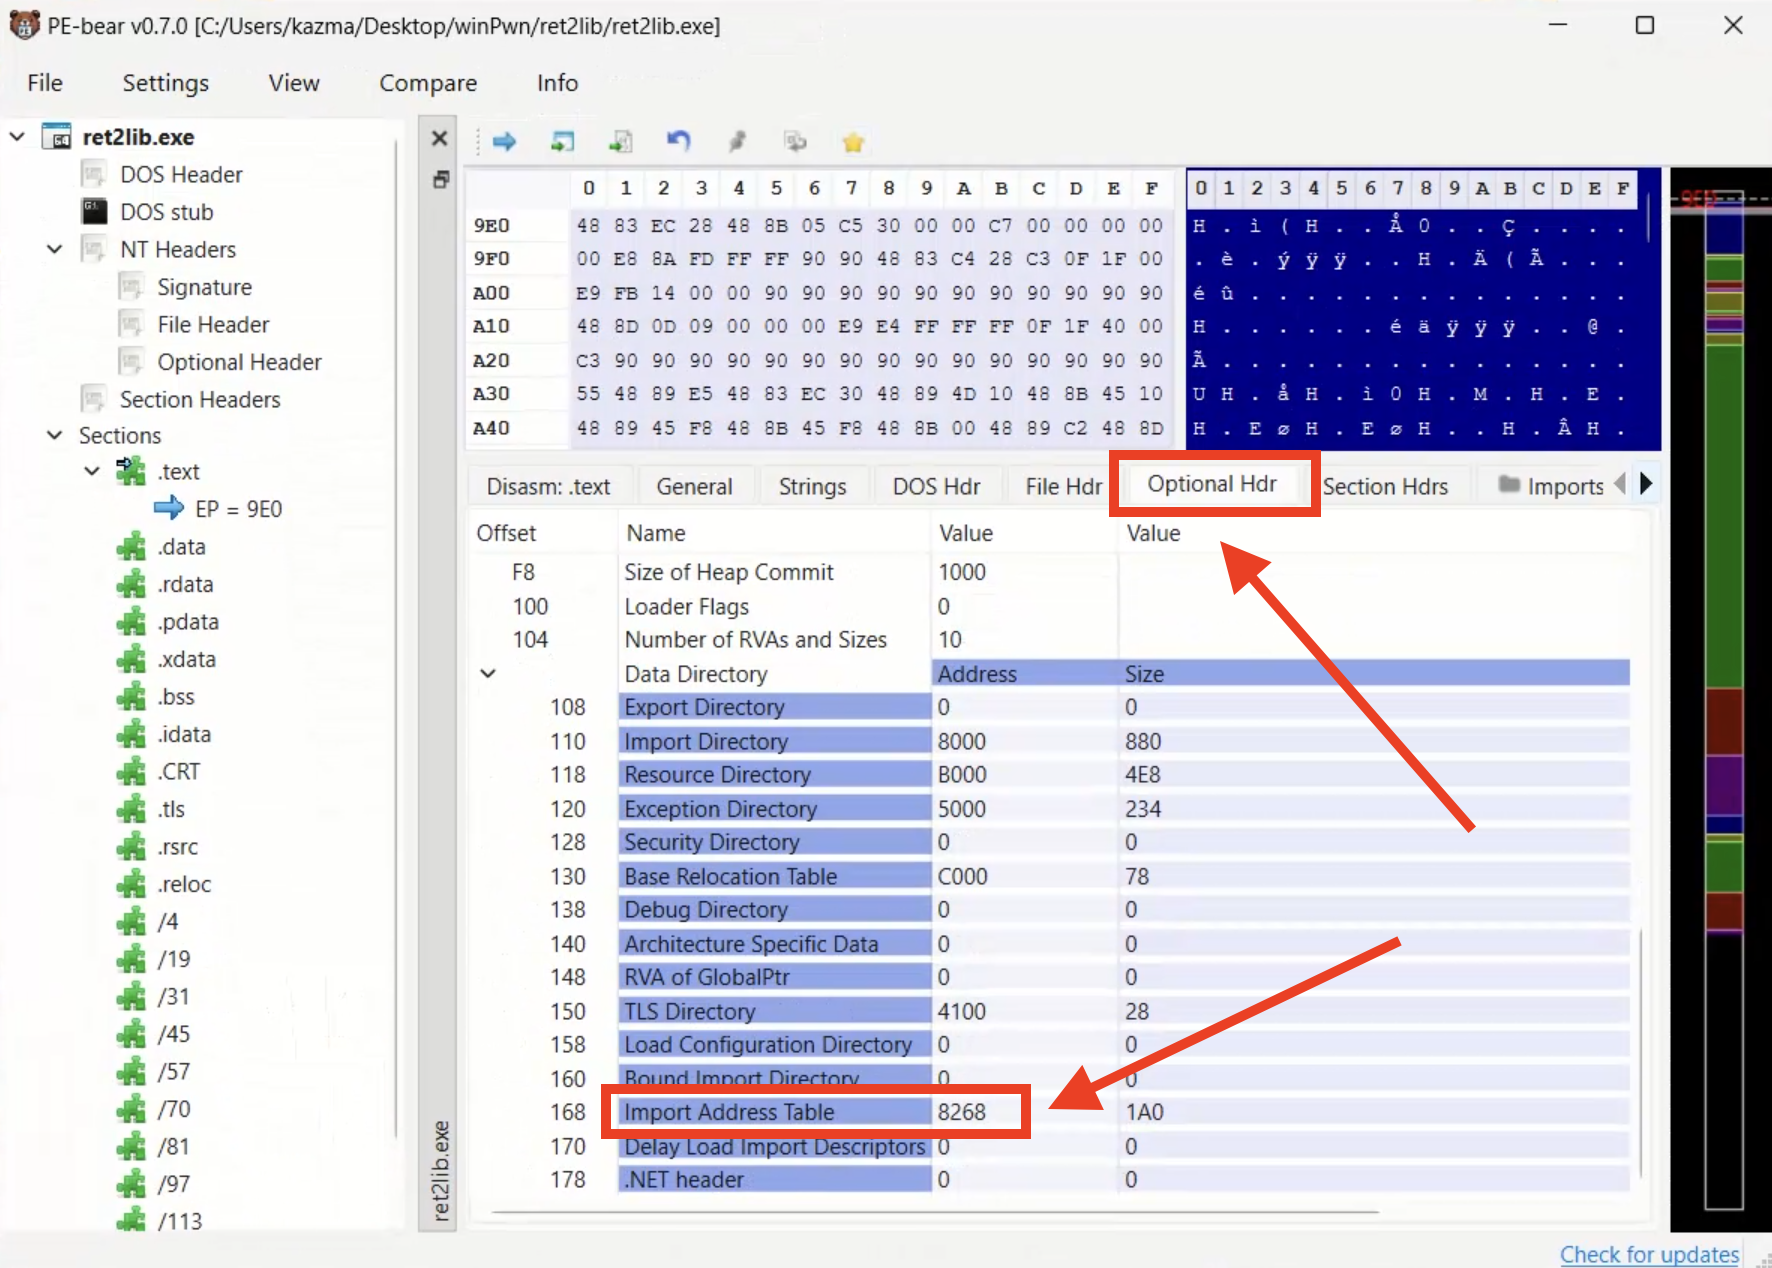 PE-bear v0.7.0 [C:/Users/kazma/Desktop/winPwn/ret2lib/ret2lib.exe]
File Settings View Compare Info
ret2lib.exe
DOS Header
DOS stub
NT Headers
Signature
File Header
Optional Header
Section Headers
Sections
.text
EP = 9E0
.data
.rdata
.pdata
.xdata
.bss
.idata
.CRT
.tls
.rsrc
.reloc
/4
/19
/31
/45
/57
/70
/81
/97
/113
ret2lib.exe
0 1 2 3 4 5 6 7 8 9 A B C D E F
9E0 48 83 EC 28 48 8B 05 C5 30 00 00 C7 00 00 00 00
9F0 00 E8 8A FD FF FF 90 90 48 83 C4 28 C3 0F 1F 00
A00 E9 FB 14 00 00 90 90 90 90 90 90 90 90 90 90 90
A10 48 8D 0D 09 00 00 00 E9 E4 FF FF FF 0F 1F 40 00
A20 C3 90 90 90 90 90 90 90 90 90 90 90 90 90 90 90
A30 55 48 89 E5 48 83 EC 30 48 89 4D 10 48 8B 45 10
A40 48 89 45 F8 48 8B 45 F8 48 8B 00 48 89 C2 48 8D
0 1 2 3 4 5 6 7 8 9 A B C D E F
H . ì ( H . . Å 0 . . Ç . . . .
. è . ý ÿ ÿ . . H . Ä ( Ã . . .
é û . . . . . . . . . . . . . .
H . . . . . . é ä ÿ ÿ ÿ . . @ .
Ã . . . . . . . . . . . . . . .
U H . å H . ì 0 H . M . H . E .
H . E ø H . E ø H . . H . Â H .
9E0
Disasm: .text General Strings DOS Hdr File Hdr Optional Hdr Section Hdrs Imports
Offset Name Value Value
F8 Size of Heap Commit 1000
100 Loader Flags 0
104 Number of RVAs and Sizes 10
Data Directory Address Size
108 Export Directory 0 0
110 Import Directory 8000 880
118 Resource Directory B000 4E8
120 Exception Directory 5000 234
128 Security Directory 0 0
130 Base Relocation Table C000 78
138 Debug Directory 0 0
140 Architecture Specific Data 0 0
148 RVA of GlobalPtr 0 0
150 TLS Directory 4100 28
158 Load Configuration Directory 0 0
160 Bound Import Directory 0 0
168 Import Address Table 8268 1A0
170 Delay Load Import Descriptors 0 0
178 .NET header 0 0
Check for updates